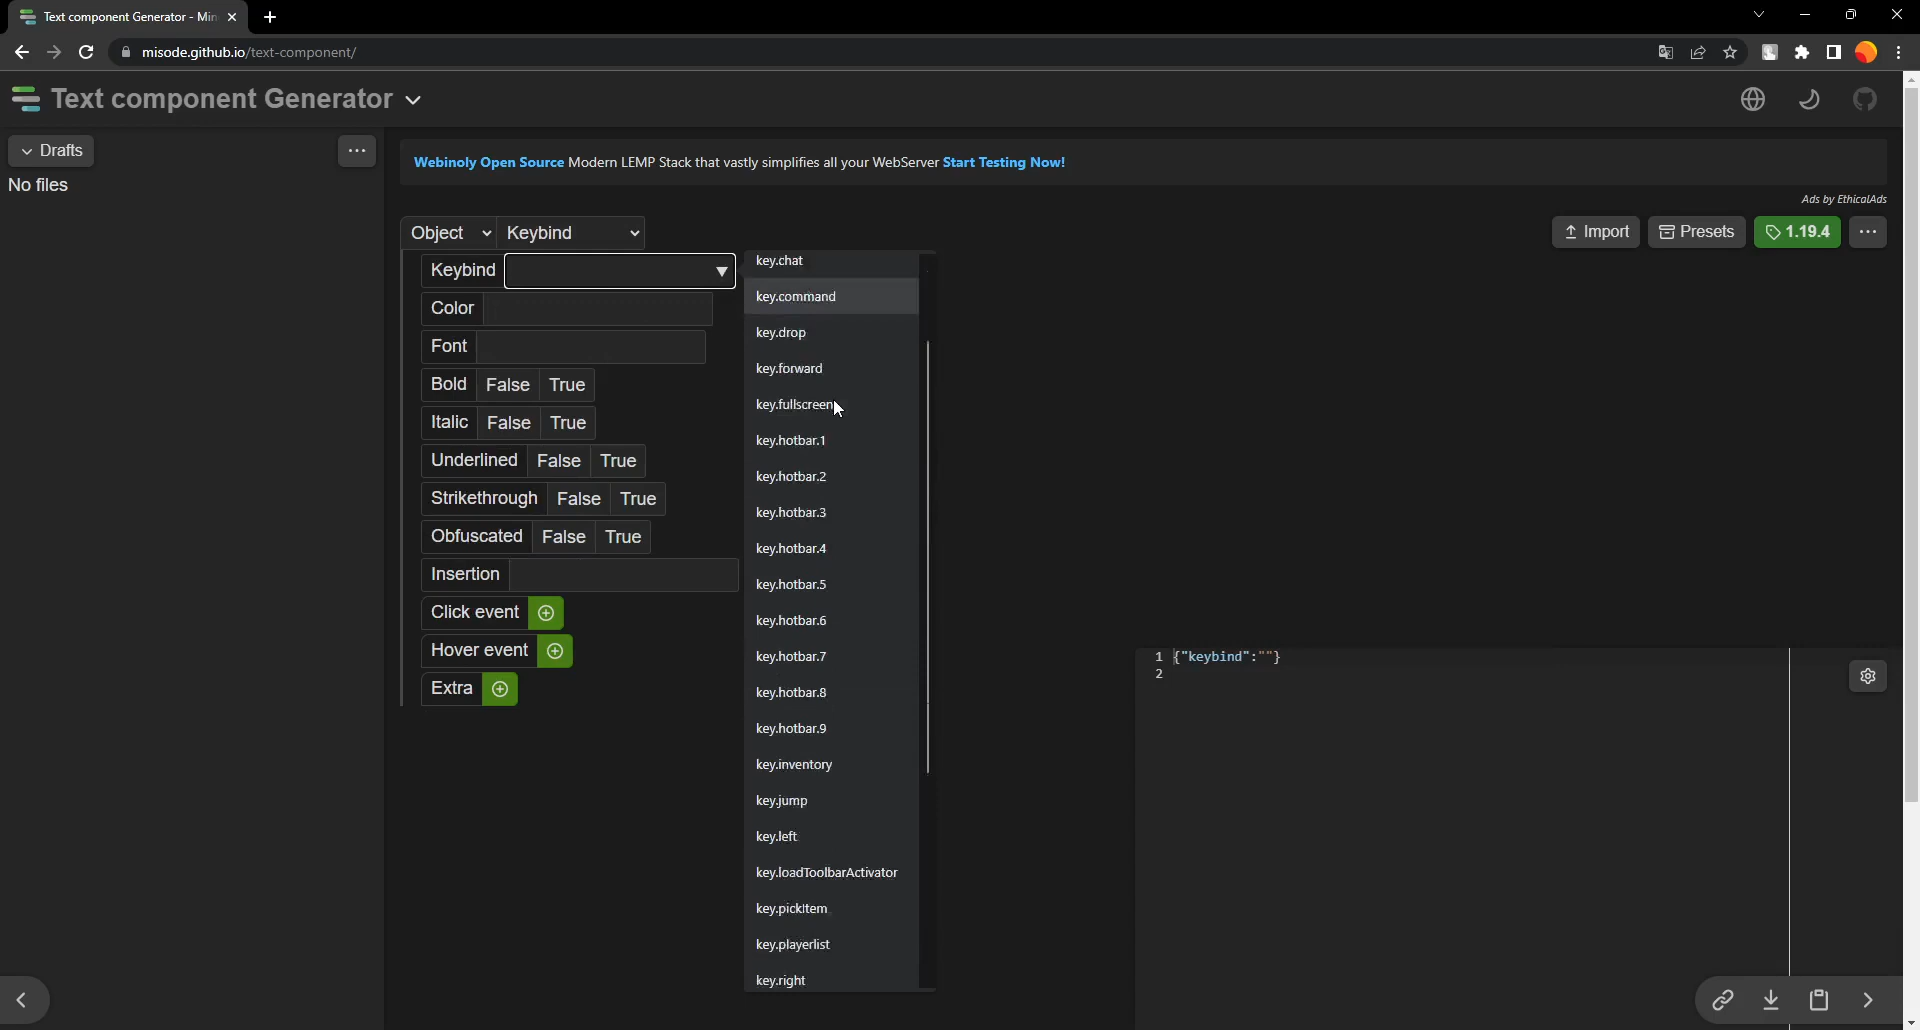 Text component Generator - Min
misode.github.io/text-component/
Text component Generator
Drafts
No files
Webinoly Open Source Modern LEMP Stack that vastly simplifies all your WebServer Start Testing Now!
Ads by EthicalAds
Object Keybind
Import Presets 1.19.4
Keybind
Color
Font
Bold False True
Italic False True
Underlined False True
Strikethrough False True
Obfuscated False True
Insertion
Click event
Hover event
Extra
key.chat
key.command
key.drop
key.forward
key.fullscreen
key.hotbar.1
key.hotbar.2
key.hotbar.3
key.hotbar.4
key.hotbar.5
key.hotbar.6
key.hotbar.7
key.hotbar.8
key.hotbar.9
key.inventory
key.jump
key.left
key.loadToolbarActivator
key.pickItem
key.playerlist
key.right
1 {"keybind":""}
2